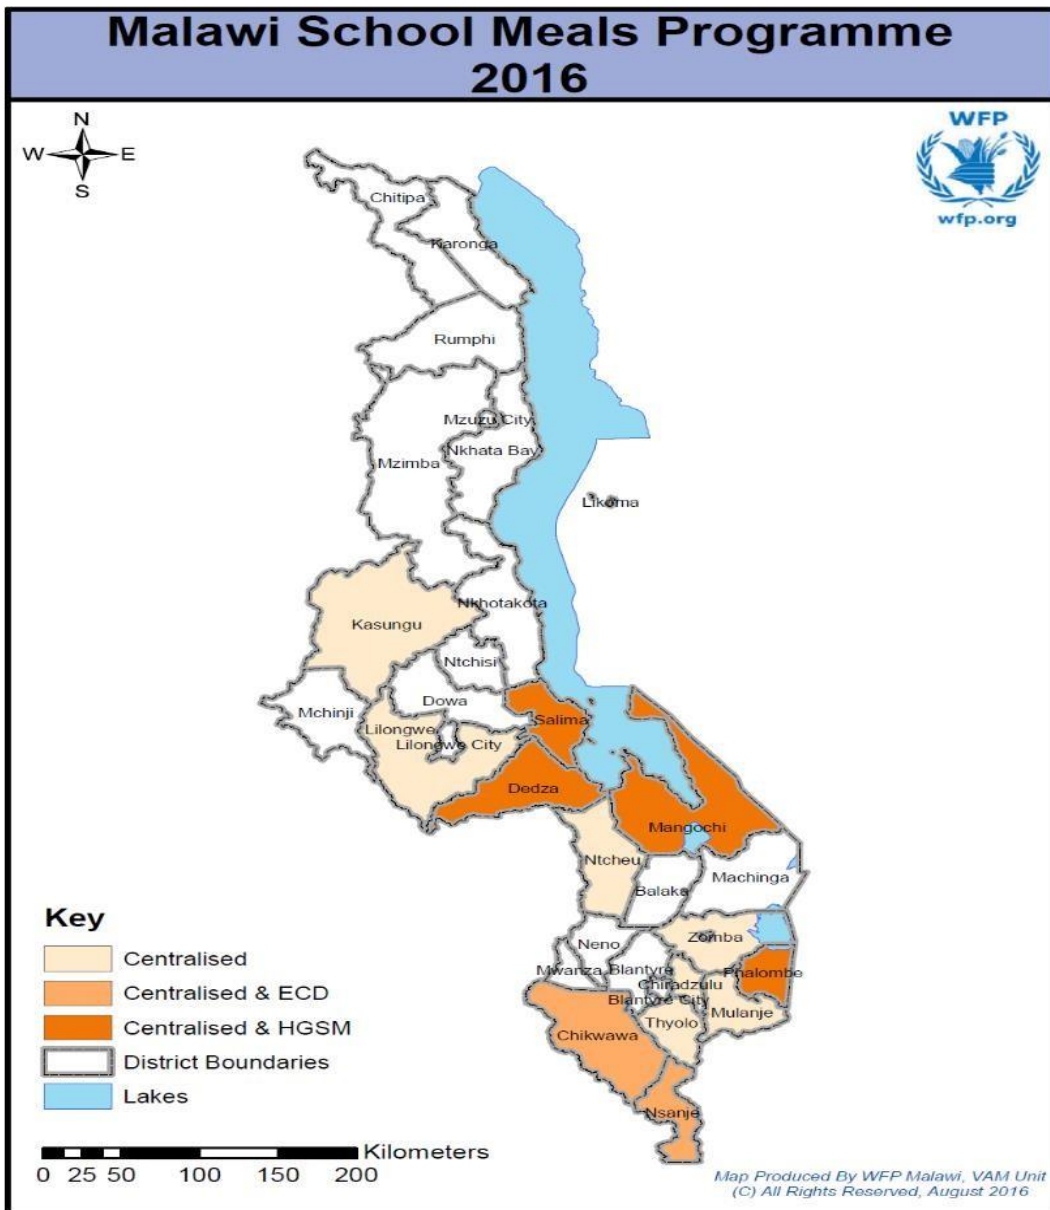 Malawi School Meals Programme
2016
N
W
E
S
WFP
wfp.org
Chitipa
Karonga
Rumphi
Mzuzu City
Nkhata Bay
Mzimba
Likoma
Nkhotakota
Kasungu
Ntchisi
Dowa
Mchinji
Salima
Lilongwe
Lilongwe City
Dedza
Mangochi
Ntcheu
Machinga
Balaka
Zomba
Neno
Mwanza
Blantyre
Phalombe
Chiradzulu
Blantyre City
Mulanje
Thyolo
Chikwawa
Nsanje
Key
Centralised
Centralised & ECD
Centralised & HGSM
District Boundaries
Lakes
Kilometers
0 25 50 100 150 200
Map Produced By WFP Malawi, VAM Unit
(C) All Rights Reserved, August 2016